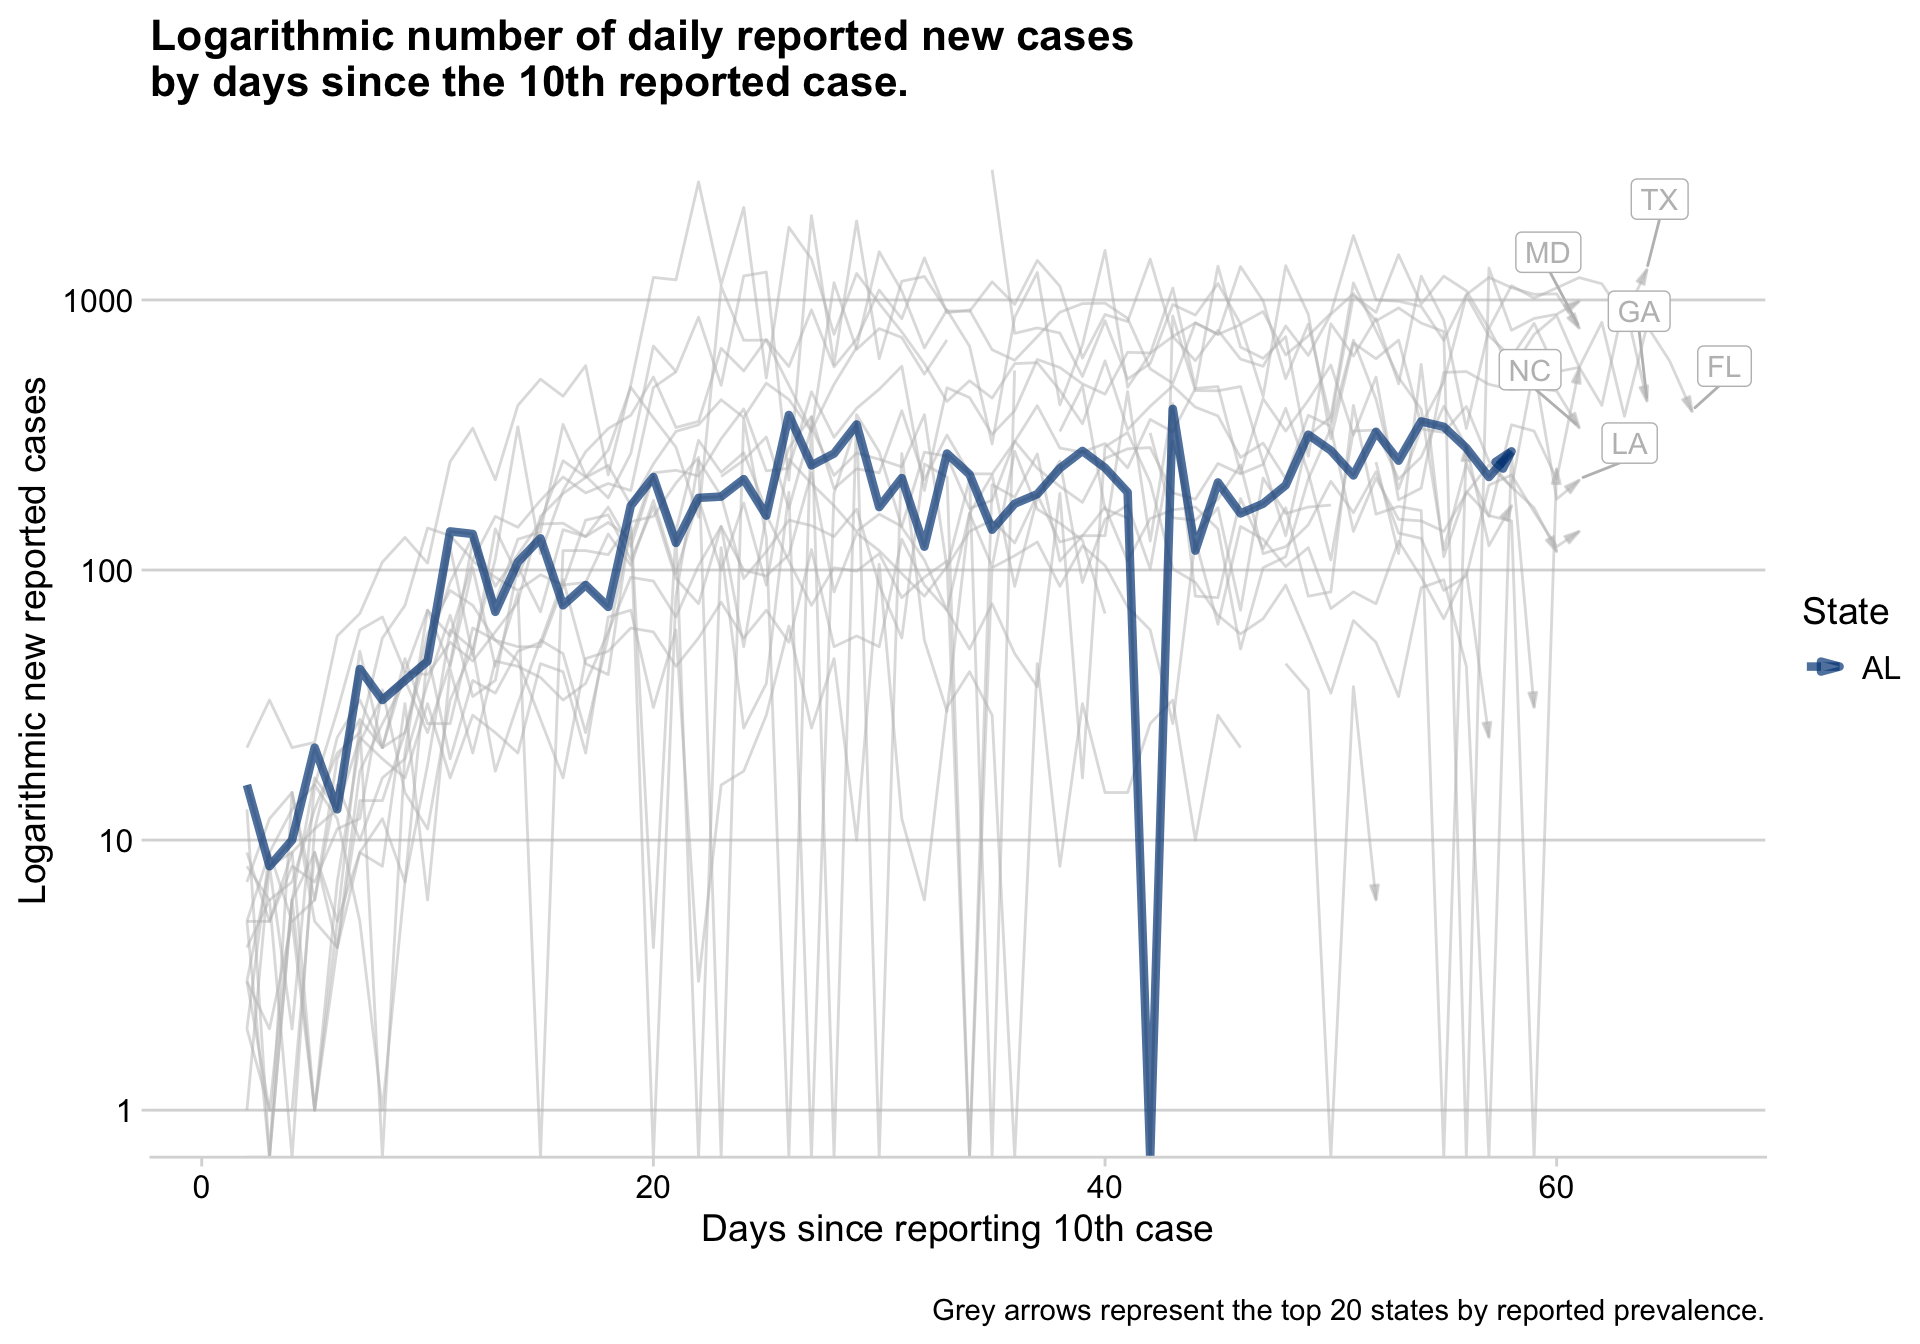 Logarithmic number of daily reported new cases
by days since the 10th reported case.
TX
MD
1000
GA
NC
FL
LA
Logarithmic new reported cases
100
State
AL
10
1
0
20
40
60
Days since reporting 10th case
Grey arrows represent the top 20 states by reported prevalence.